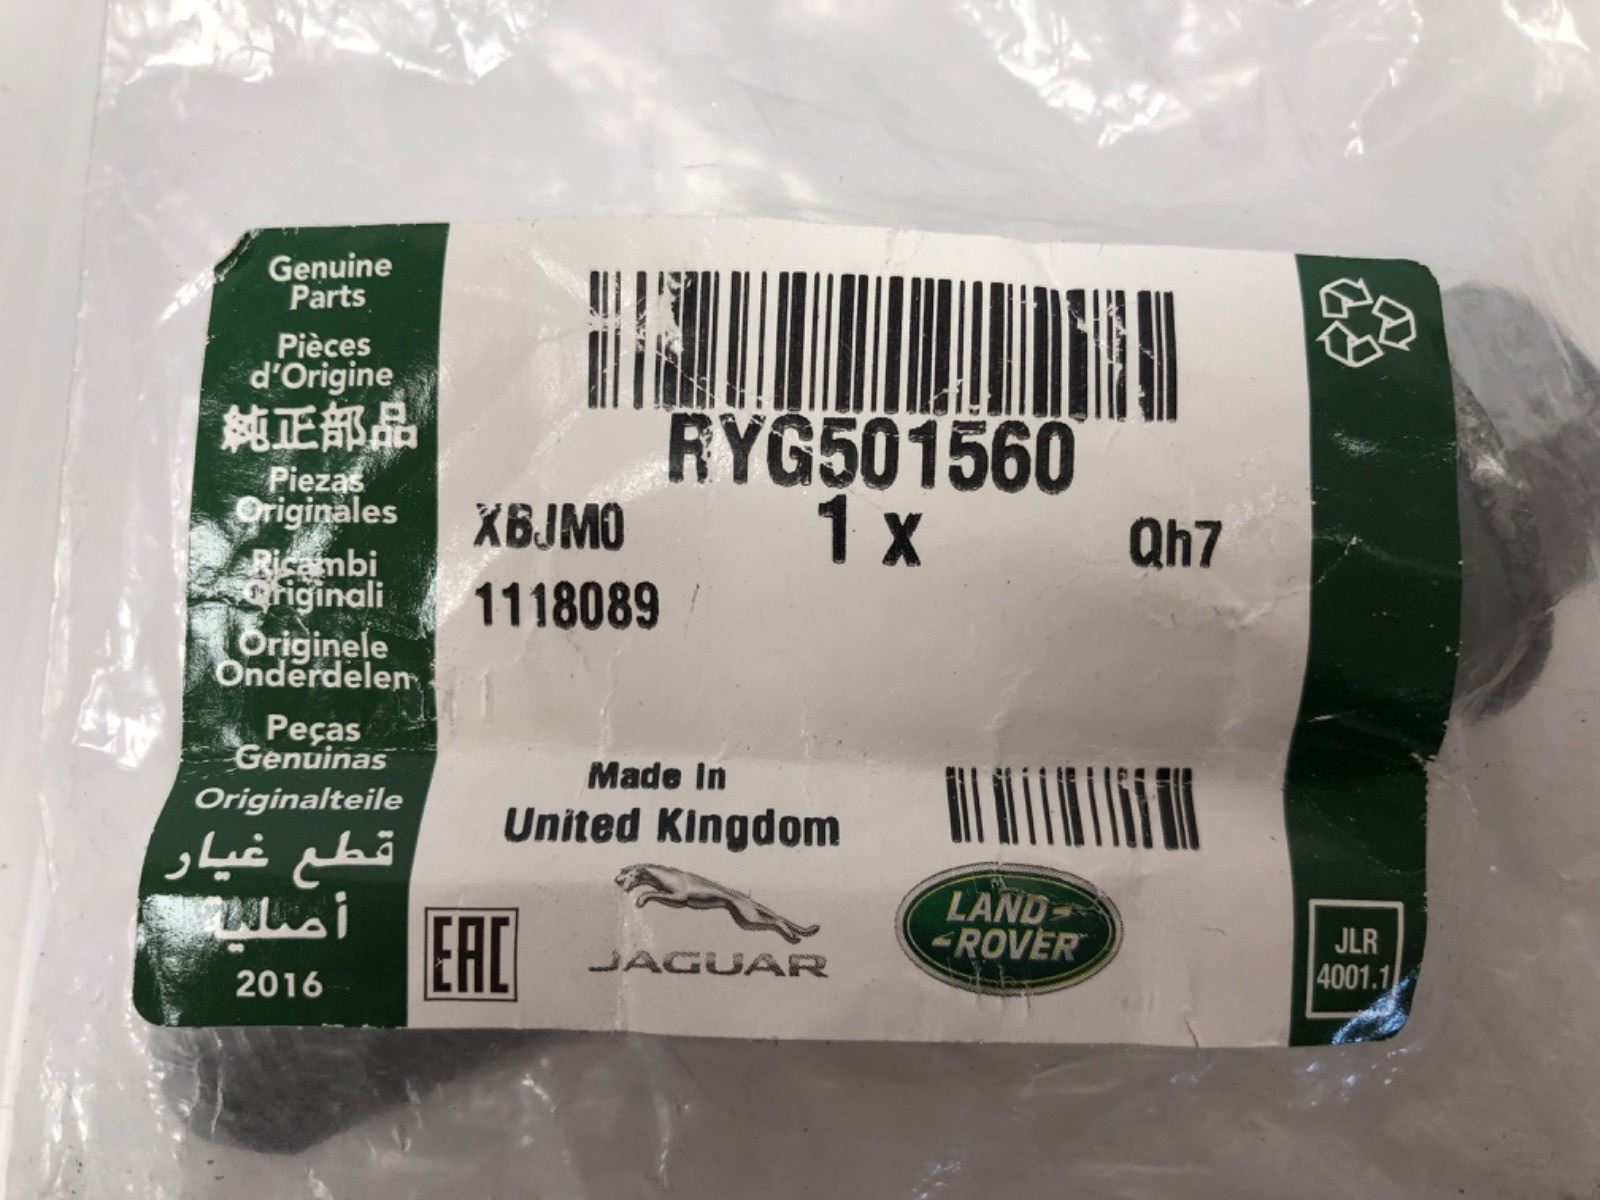 Genuine
Parts
Pièces
d'Origine
純正部品
Piezas
Originales
Ricambi
Originali
Originele
Onderdelen
Peças
Genuinas
Originalteile
قطع غيار
أصلية
2016
RYG501560
XBJM0 1 x Qh7
1118089
Made In
United Kingdom
EAC
JAGUAR
LAND-
-ROVER
JLR
4001.1